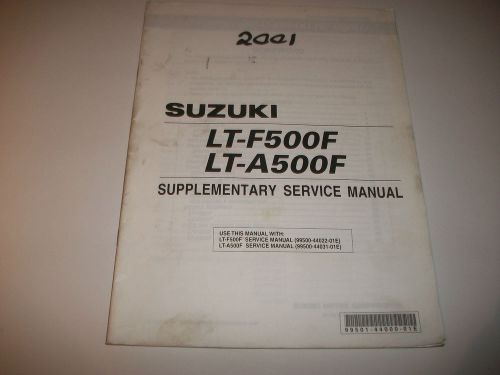 2001
SUZUKI
LT-F500F
LT-A500F
SUPPLEMENTARY SERVICE MANUAL
USE THIS MANUAL WITH:
LT-F500F SERVICE MANUAL (99500-44022-01E)
LT-A500F SERVICE MANUAL (99500-44031-01E)
99501-44000-01E